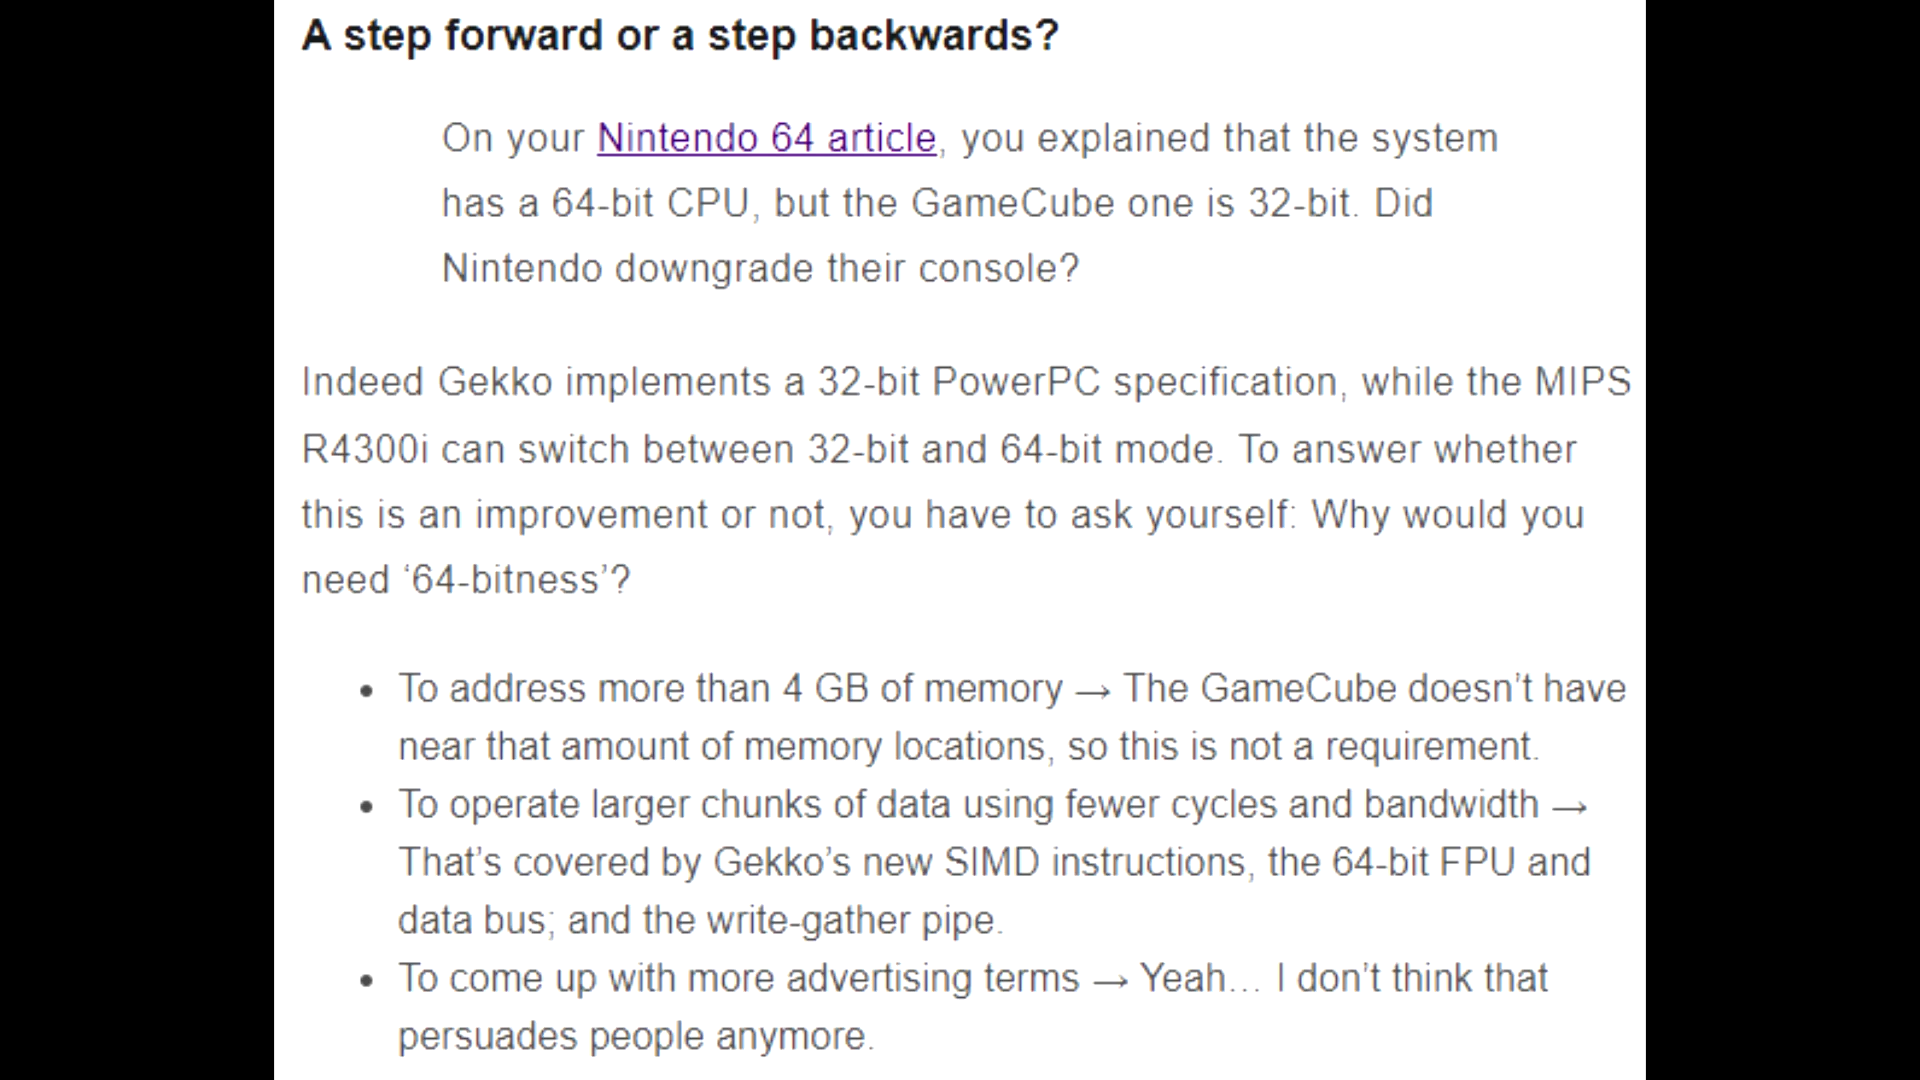 A step forward or a step backwards?
On your Nintendo 64 article, you explained that the system
has a 64-bit CPU, but the GameCube one is 32-bit. Did
Nintendo downgrade their console?
Indeed Gekko implements a 32-bit PowerPC specification, while the MIPS
R4300i can switch between 32-bit and 64-bit mode. To answer whether
this is an improvement or not, you have to ask yourself: Why would you
need ‘64-bitness’?
• To address more than 4 GB of memory → The GameCube doesn’t have
near that amount of memory locations, so this is not a requirement.
• To operate larger chunks of data using fewer cycles and bandwidth →
That’s covered by Gekko’s new SIMD instructions, the 64-bit FPU and
data bus; and the write-gather pipe.
• To come up with more advertising terms → Yeah… I don’t think that
persuades people anymore.